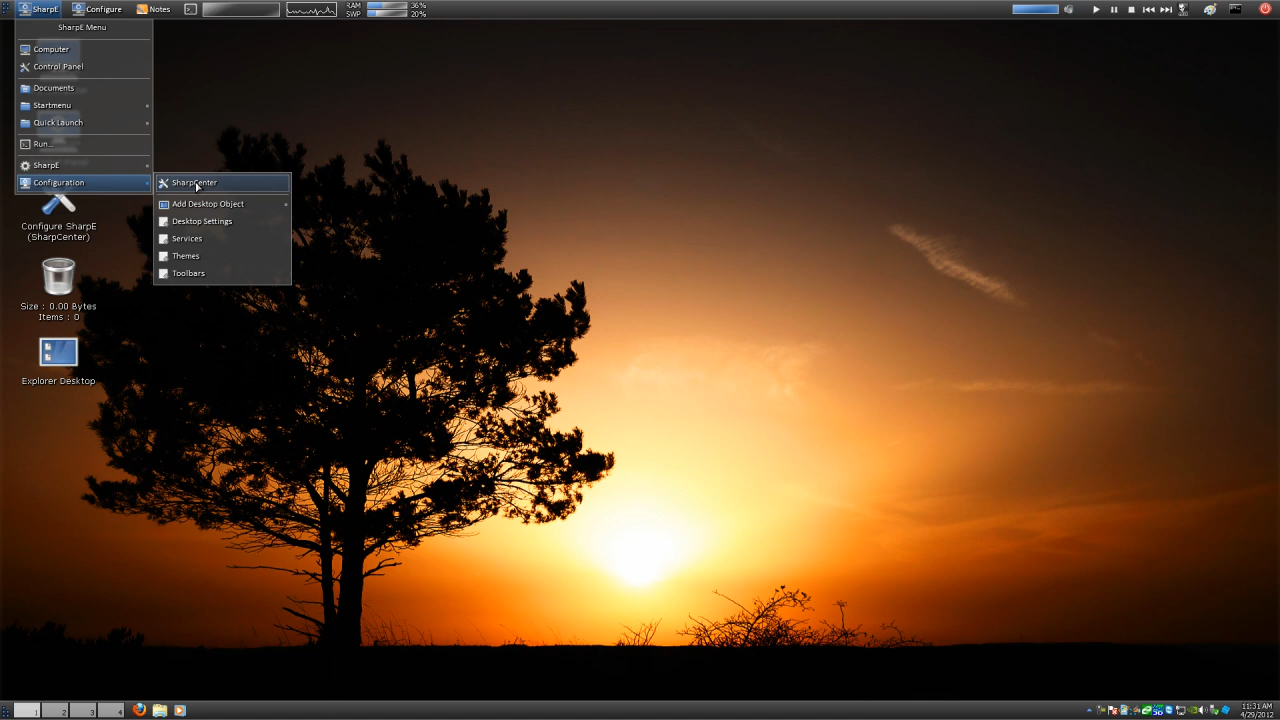 SharpE
Configure
Notes
RAM
SWP
36%
20%
SharpE Menu
Computer
Control Panel
Documents
Startmenu
Quick Launch
Run...
SharpE
Configuration
SharpCenter
Add Desktop Object
Desktop Settings
Services
Themes
Toolbars
Configure SharpE
(SharpCenter)
Size : 0.00 Bytes
Items : 0
Explorer Desktop
1
2
3
4
11:31 AM
4/29/2012